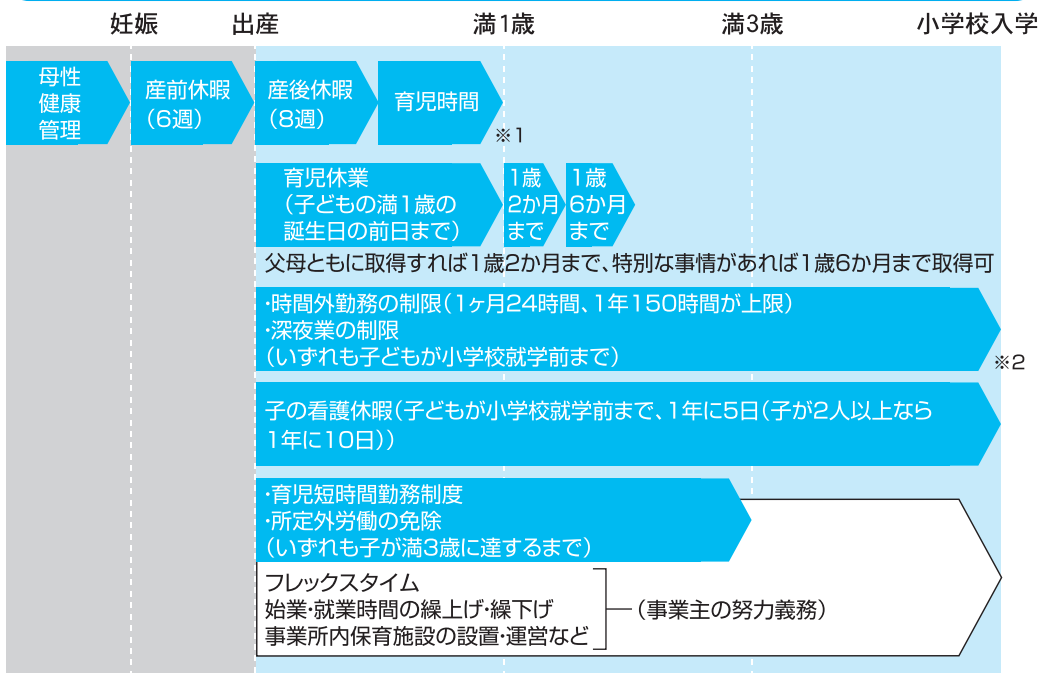 妊娠 出産 満1歳 満3歳 小学校入学
母性
健康
管理
産前休暇
（6週）
産後休暇
（8週）
育児時間
※1
育児休業
（子どもの満1歳の
誕生日の前日まで）
1歳
2か月
まで
1歳
6か月
まで
父母ともに取得すれば1歳2か月まで、特別な事情があれば1歳6か月まで取得可
・時間外勤務の制限（1ヶ月24時間、1年150時間が上限）
・深夜業の制限
（いずれも子どもが小学校就学前まで）
※2
子の看護休暇（子どもが小学校就学前まで、1年に5日（子が2人以上なら
1年に10日））
・育児短時間勤務制度
・所定外労働の免除
（いずれも子が満3歳に達するまで）
フレックスタイム
始業・就業時間の繰上げ・繰下げ
事業所内保育施設の設置・運営など
（事業主の努力義務）